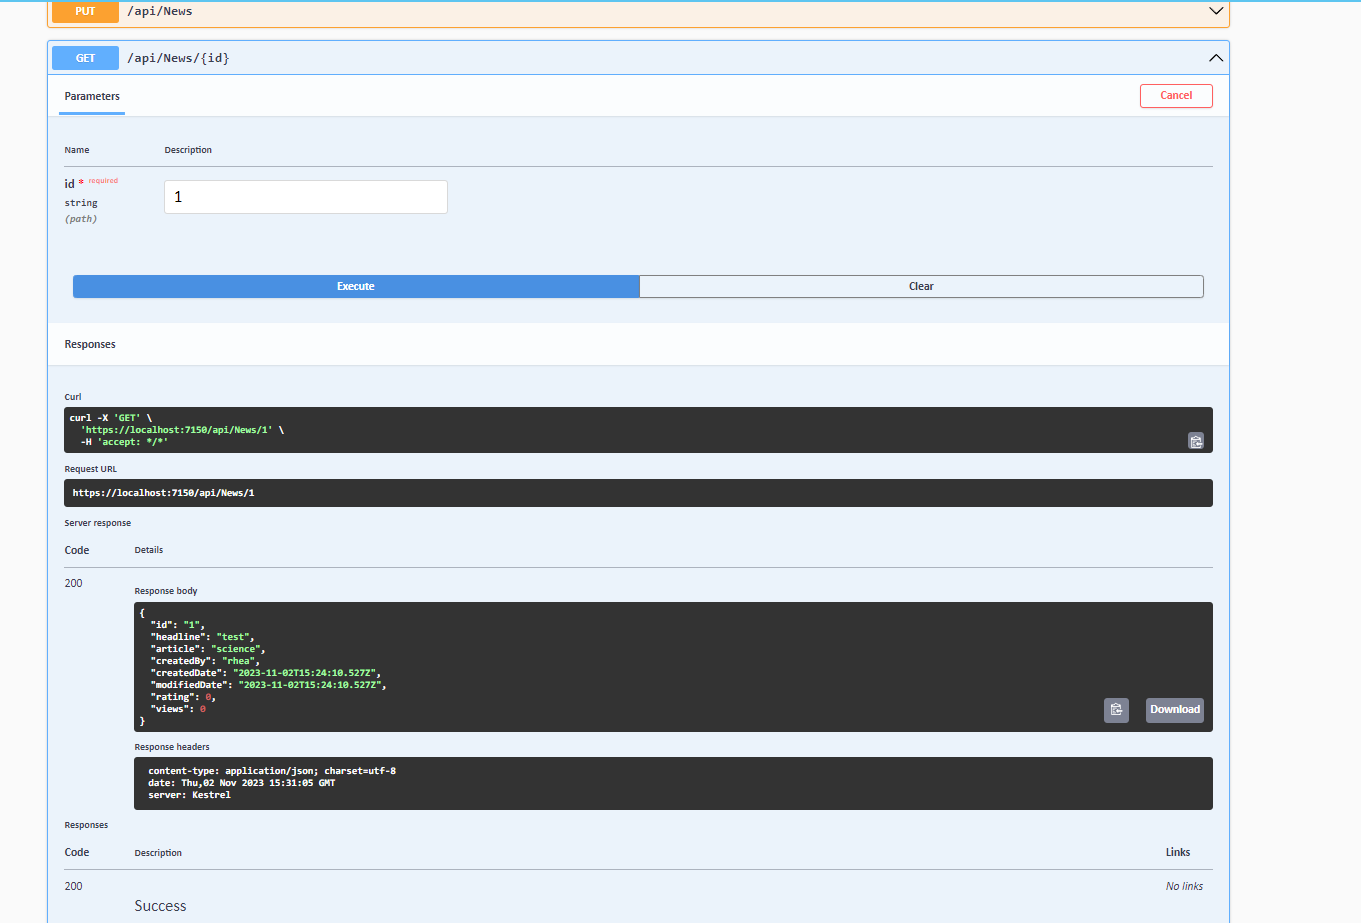 PUT /api/News
GET /api/News/{id}
Parameters
Cancel
Name Description
id * required
string
(path)
1
Execute Clear
Responses
Curl
curl -X 'GET' \
'https://localhost:7150/api/News/1' \
-H 'accept: */*'
Request URL
https://localhost:7150/api/News/1
Server response
Code Details
200
Response body
{
"id": "1",
"headline": "test",
"article": "science",
"createdBy": "rhea",
"createdDate": "2023-11-02T15:24:10.527Z",
"modifiedDate": "2023-11-02T15:24:10.527Z",
"rating": 0,
"views": 0
}
Download
Response headers
content-type: application/json; charset=utf-8
date: Thu,02 Nov 2023 15:31:05 GMT
server: Kestrel
Responses
Code Description Links
200 No links
Success